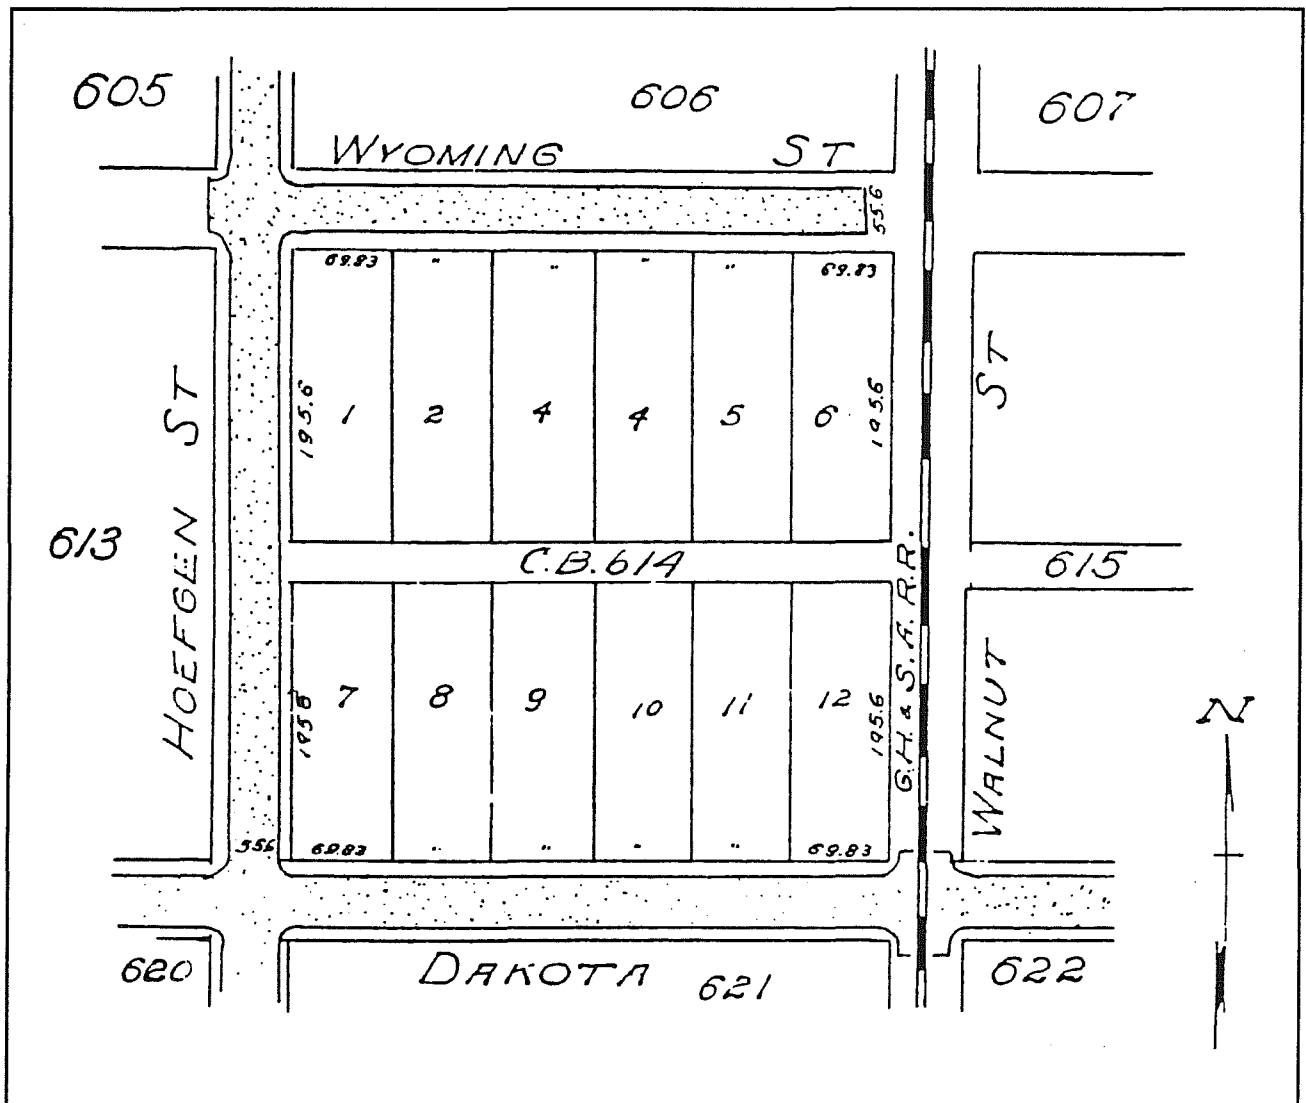 605
606
607
WYOMING ST
55.6
69.83 " " " " 69.83
HOEFGEN ST
195.6
1 2 4 4 5 6
195.6
ST
613
C.B.614
G.H. & S.A. R.R.
615
7 8 9 10 11 12
195.6
195.6
WALNUT
N
55.6
69.83 " " " " 69.83
620
DAKOTA
621
622